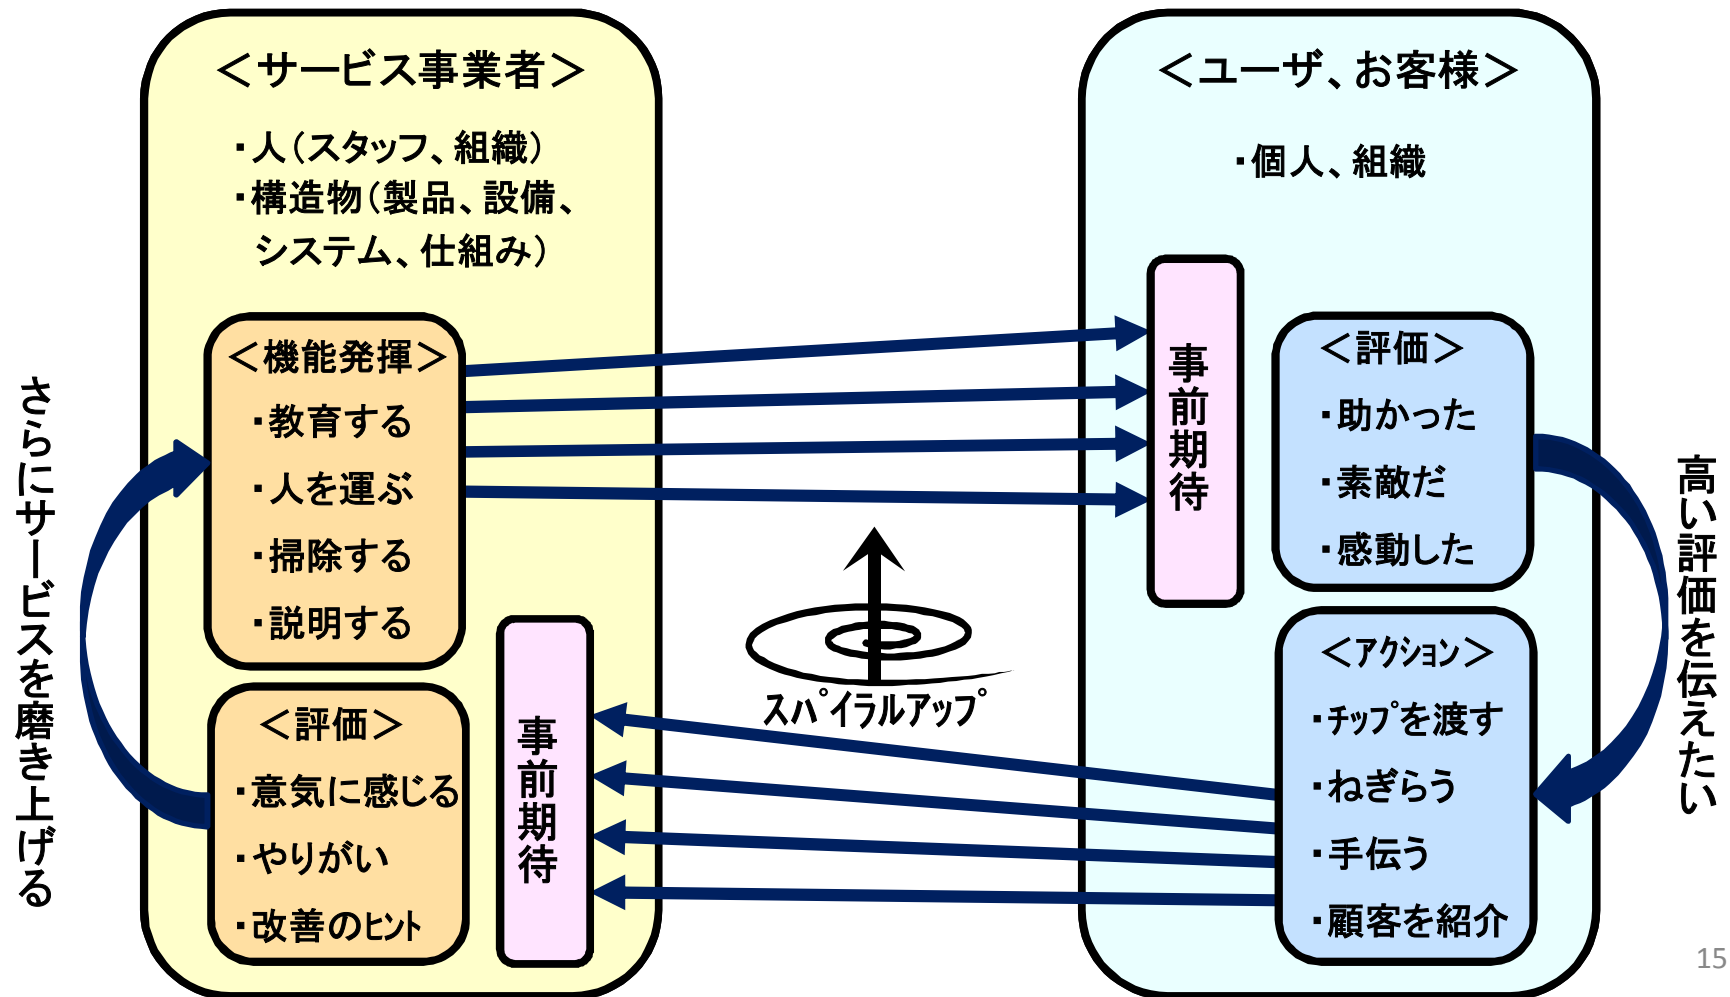 ＜サービス事業者＞
・人（スタッフ、組織）
・構造物（製品、設備、
システム、仕組み）
＜機能発揮＞
・教育する
・人を運ぶ
・掃除する
・説明する
＜評価＞
・意気に感じる
・やりがい
・改善のﾋﾝﾄ
事前期待
さらにサービスを磨き上げる
スパイラルアップ
＜ユーザ、お客様＞
・個人、組織
事前期待
＜評価＞
・助かった
・素敵だ
・感動した
＜ｱｸｼｮﾝ＞
・ﾁｯﾌﾟを渡す
・ねぎらう
・手伝う
・顧客を紹介
高い評価を伝えたい
15